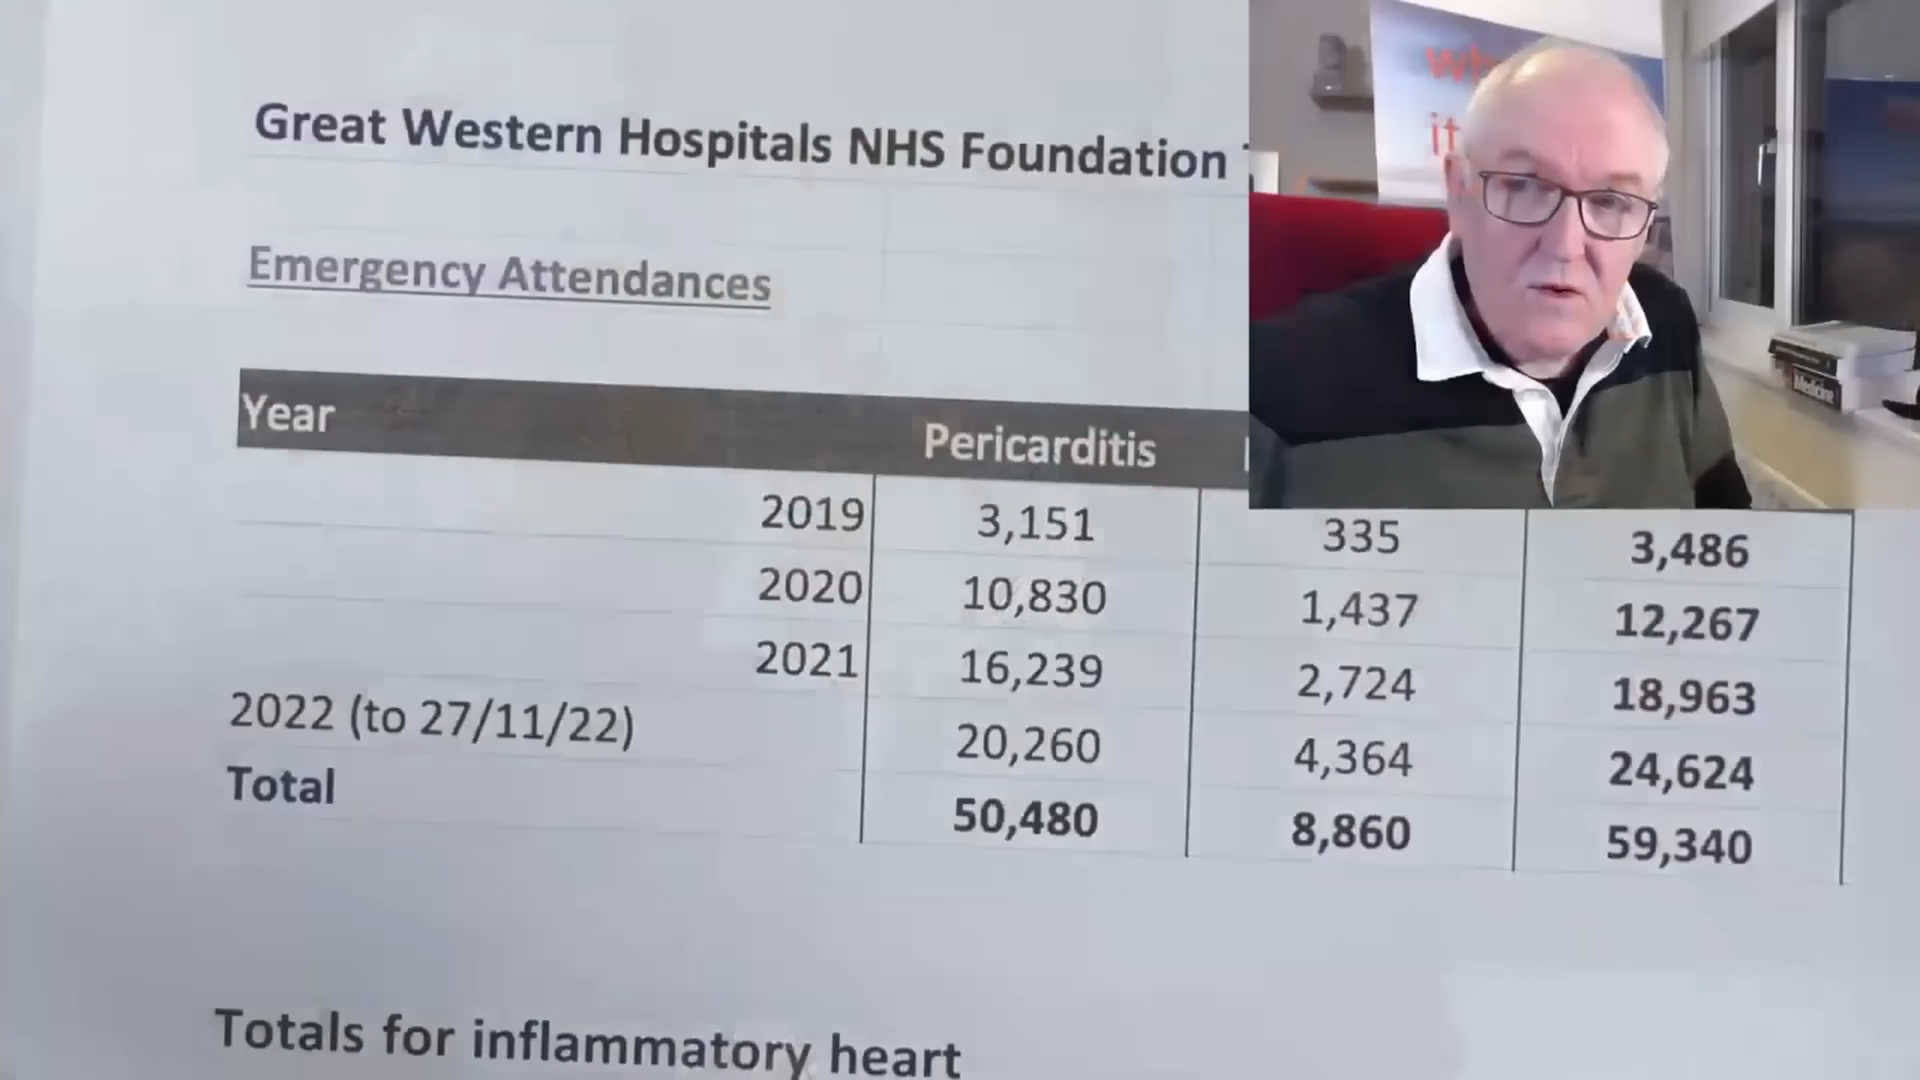 Great Western Hospitals NHS Foundation
Emergency Attendances
Year Pericarditis
2019 3,151 335 3,486
2020 10,830 1,437 12,267
2021 16,239 2,724 18,963
2022 (to 27/11/22) 20,260 4,364 24,624
Total 50,480 8,860 59,340
Totals for inflammatory heart
it
Medicine